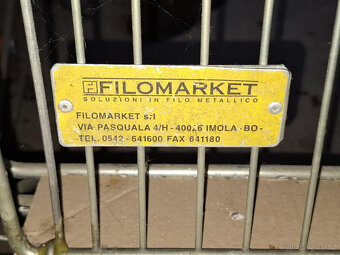 FILOMARKET
SOLUZIONI IN FILO METALLICO
FILOMARKET srl
VIA PASQUALA 4/H - 40026 IMOLA - BO -
TEL. 0542 - 641600 FAX 641180